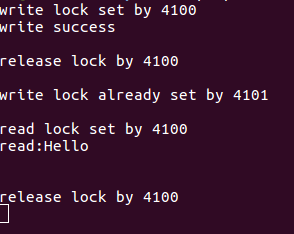 write lock set by 4100
write success
release lock by 4100
write lock already set by 4101
read lock set by 4100
read:Hello
release lock by 4100